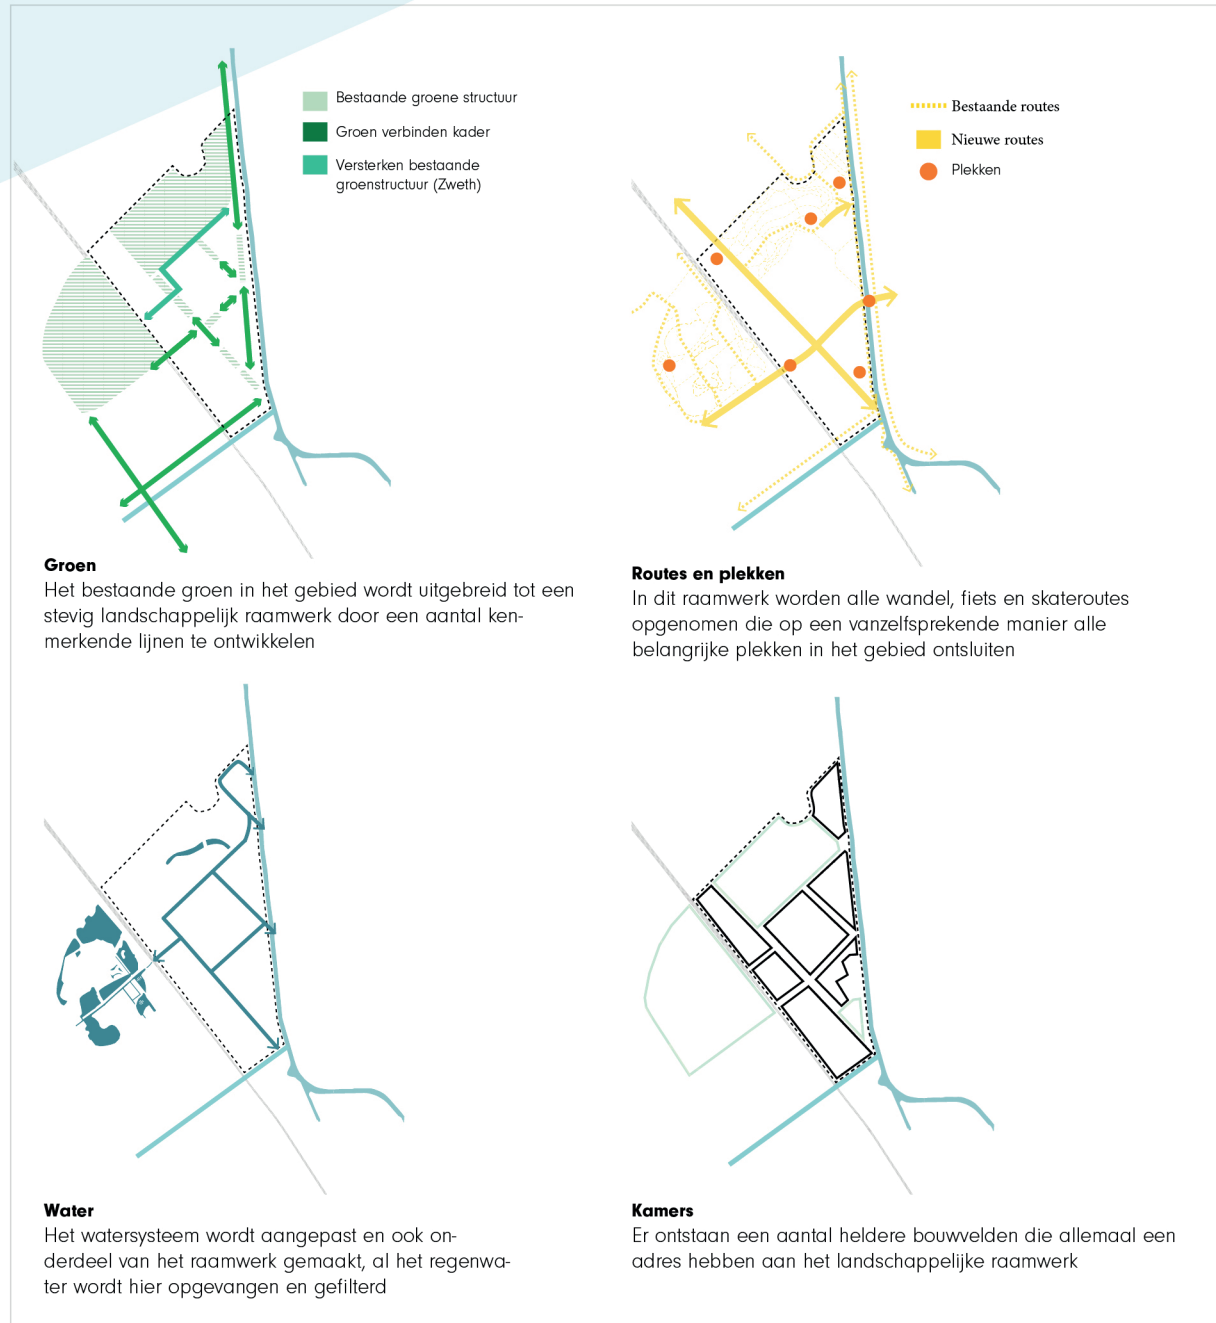 Bestaande groene structuur
Groen verbinden kader
Versterken bestaande
groenstructuur (Zweth)
Bestaande routes
Nieuwe routes
Plekken
Groen
Het bestaande groen in het gebied wordt uitgebreid tot een
stevig landschappelijk raamwerk door een aantal ken-
merkende lijnen te ontwikkelen
Routes en plekken
In dit raamwerk worden alle wandel, fiets en skateroutes
opgenomen die op een vanzelfsprekende manier alle
belangrijke plekken in het gebied ontsluiten
Water
Het watersysteem wordt aangepast en ook on-
derdeel van het raamwerk gemaakt, al het regenwa-
ter wordt hier opgevangen en gefilterd
Kamers
Er ontstaan een aantal heldere bouwvelden die allemaal een
adres hebben aan het landschappelijke raamwerk